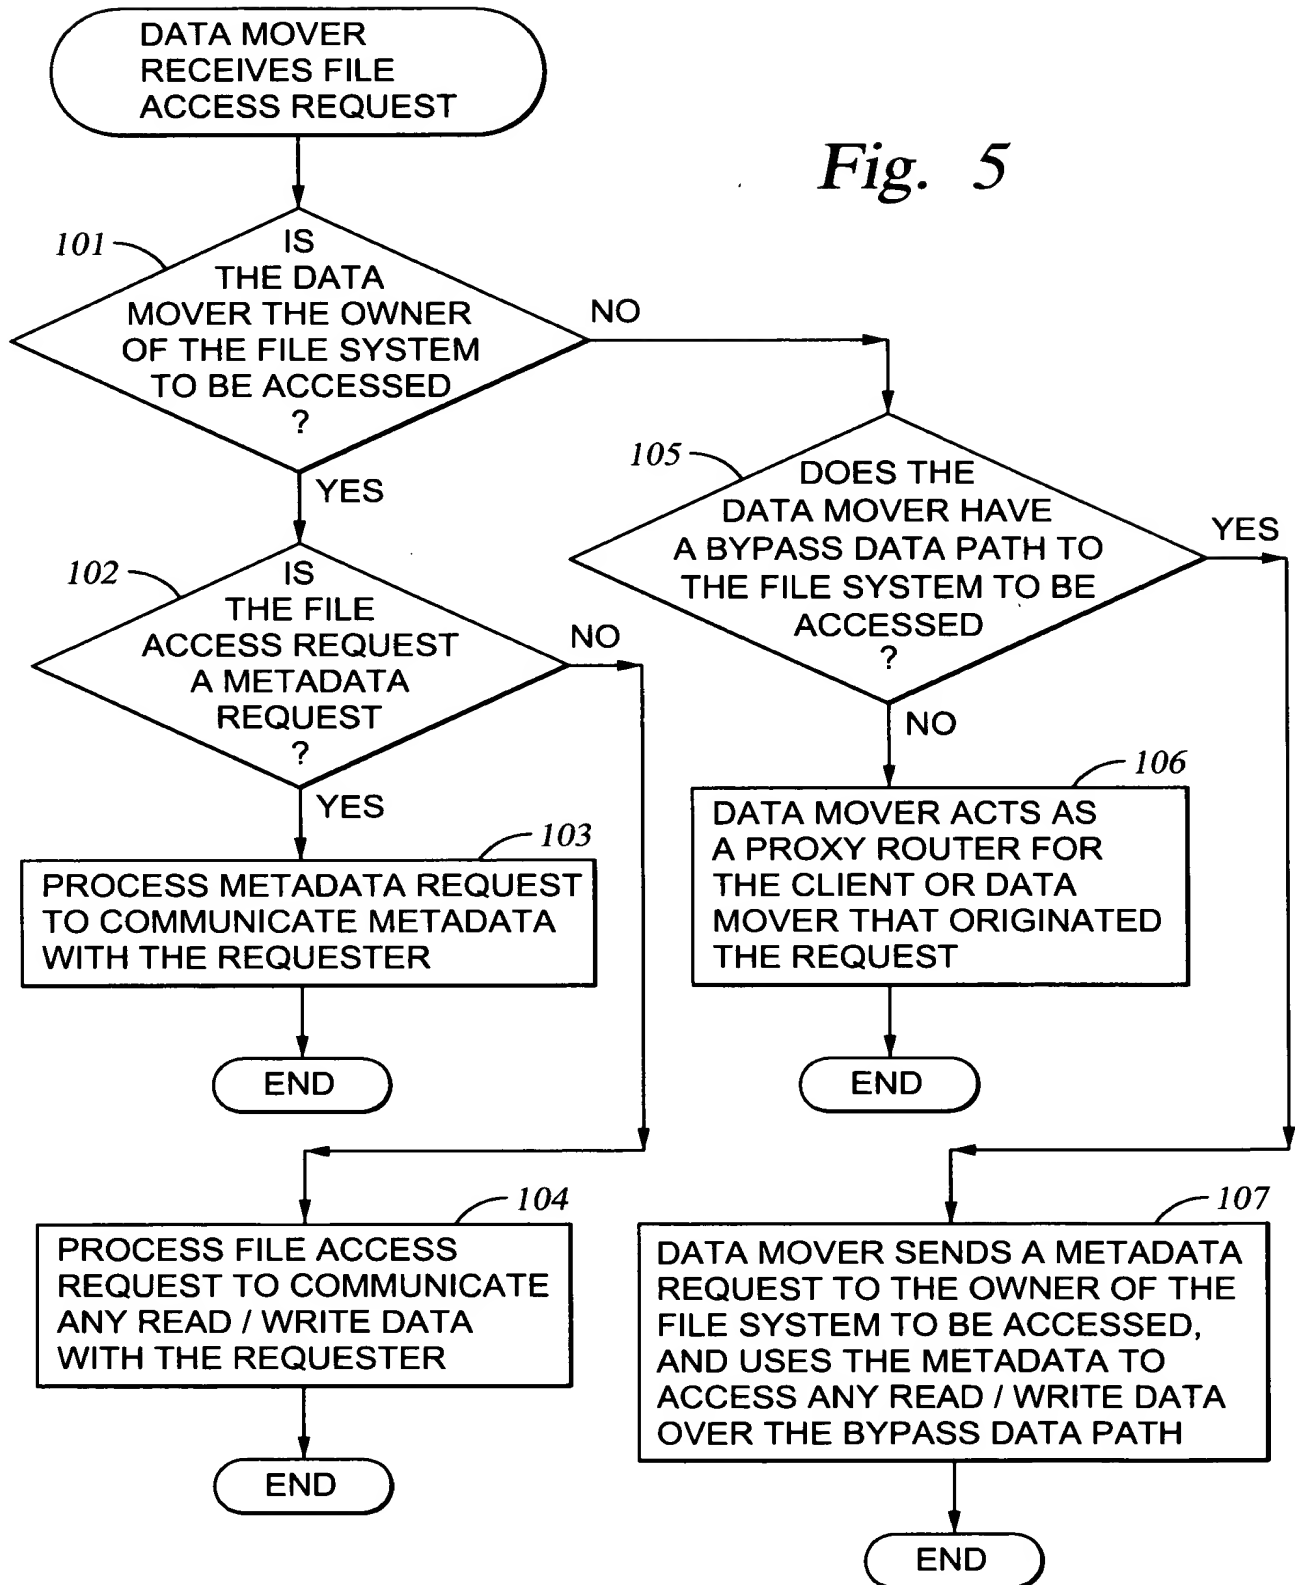 DATA MOVER
RECEIVES FILE
ACCESS REQUEST
Fig. 5
101
IS
THE DATA
MOVER THE OWNER
OF THE FILE SYSTEM
TO BE ACCESSED
?
NO
YES
105
DOES THE
DATA MOVER HAVE
A BYPASS DATA PATH TO
THE FILE SYSTEM TO BE
ACCESSED
?
YES
NO
102
IS
THE FILE
ACCESS REQUEST
A METADATA
REQUEST
?
NO
YES
103
PROCESS METADATA REQUEST
TO COMMUNICATE METADATA
WITH THE REQUESTER
END
106
DATA MOVER ACTS AS
A PROXY ROUTER FOR
THE CLIENT OR DATA
MOVER THAT ORIGINATED
THE REQUEST
END
104
PROCESS FILE ACCESS
REQUEST TO COMMUNICATE
ANY READ / WRITE DATA
WITH THE REQUESTER
END
107
DATA MOVER SENDS A METADATA
REQUEST TO THE OWNER OF THE
FILE SYSTEM TO BE ACCESSED,
AND USES THE METADATA TO
ACCESS ANY READ / WRITE DATA
OVER THE BYPASS DATA PATH
END